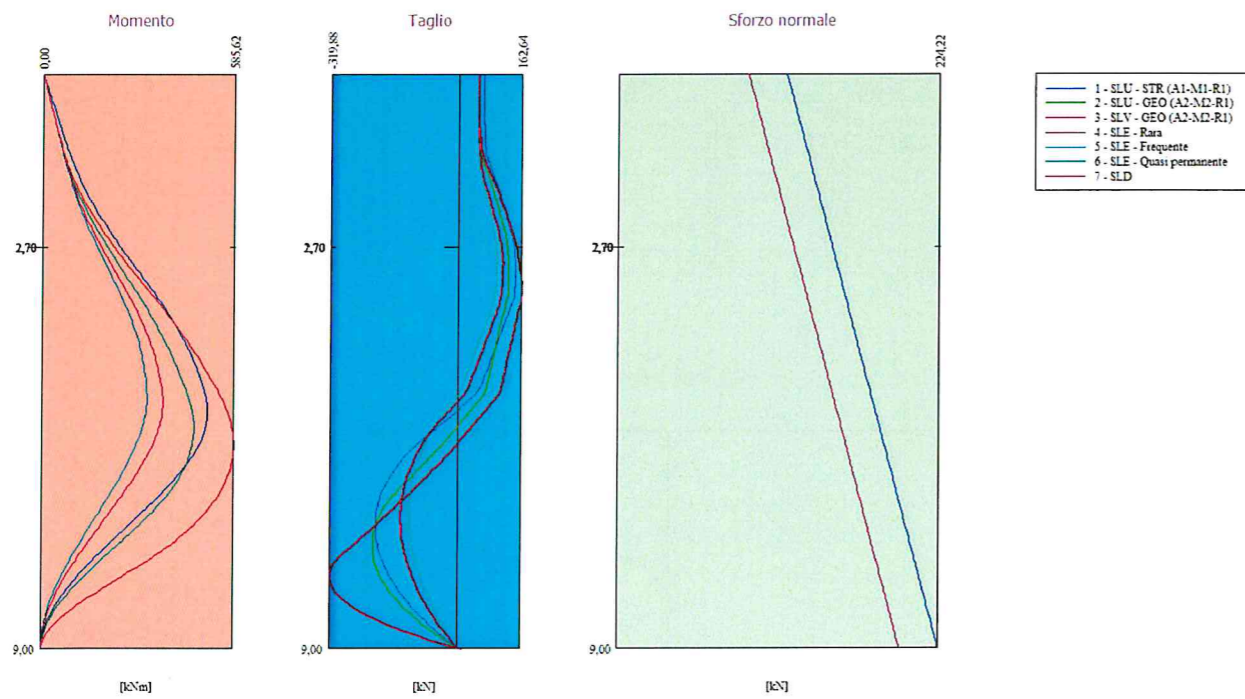 Momento
0,00
585,62
2,70
9,00
[kNm]
Taglio
-319,88
162,64
2,70
9,00
[kN]
Sforzo normale
224,22
2,70
9,00
[kN]
1 - SLU - STR (A1-M1-R1)
2 - SLU - GEO (A2-M2-R1)
3 - SLV - GEO (A2-M2-R1)
4 - SLE - Rara
5 - SLE - Frequente
6 - SLE - Quasi permanente
7 - SLD